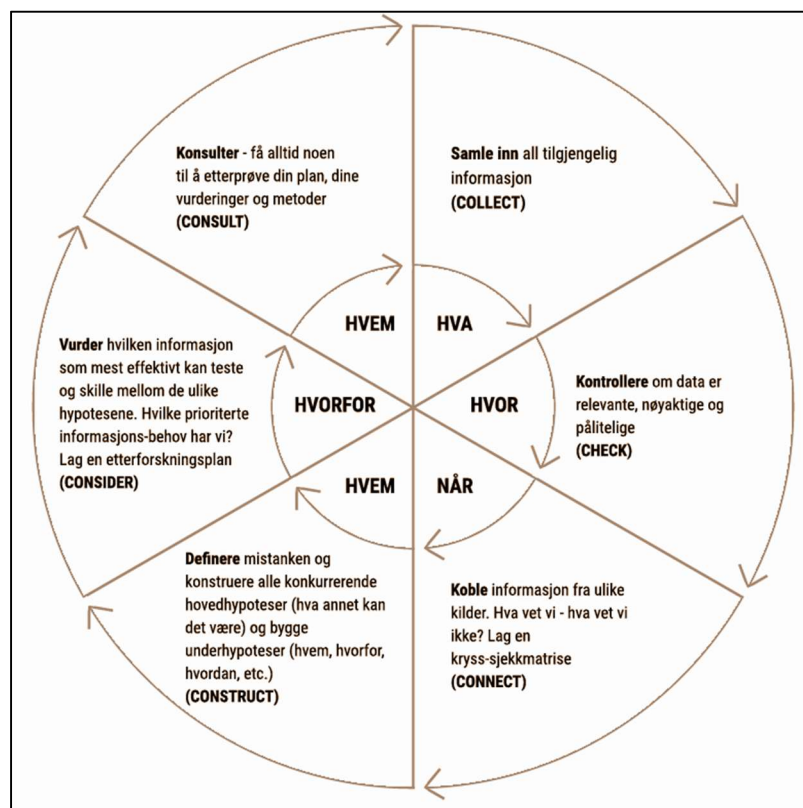 Konsulter - få alltid noen
til å etterprøve din plan, dine
vurderinger og metoder
(CONSULT)
Samle inn all tilgjengelig
informasjon
(COLLECT)
HVEM
HVA
Vurder hvilken informasjon
som mest effektivt kan teste
og skille mellom de ulike
hypotesene. Hvilke prioriterte
informasjons-behov har vi?
Lag en etterforskningsplan
(CONSIDER)
HVORFOR
HVOR
Kontrollere om data er
relevante, nøyaktige og
pålitelige
(CHECK)
HVEM
NÅR
Definere mistanken og
konstruere alle konkurrerende
hovedhypoteser (hva annet kan
det være) og bygge
underhypoteser (hvem, hvorfor,
hvordan, etc.)
(CONSTRUCT)
Koble informasjon fra ulike
kilder. Hva vet vi - hva vet vi
ikke? Lag en
kryss-sjekkmatrise
(CONNECT)